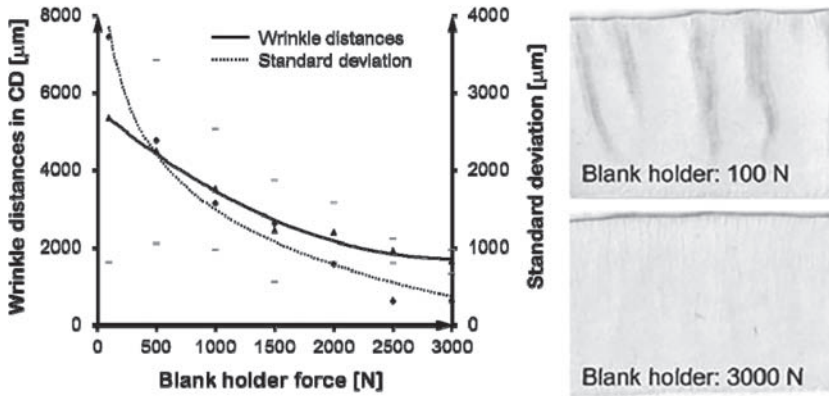 Wrinkle distances in CD [µm]
8000
6000
4000
2000
0
0 500 1000 1500 2000 2500 3000
Blank holder force [N]
Wrinkle distances
Standard deviation
4000
3000
2000
1000
0
Standard deviation [µm]
Blank holder: 100 N
Blank holder: 3000 N